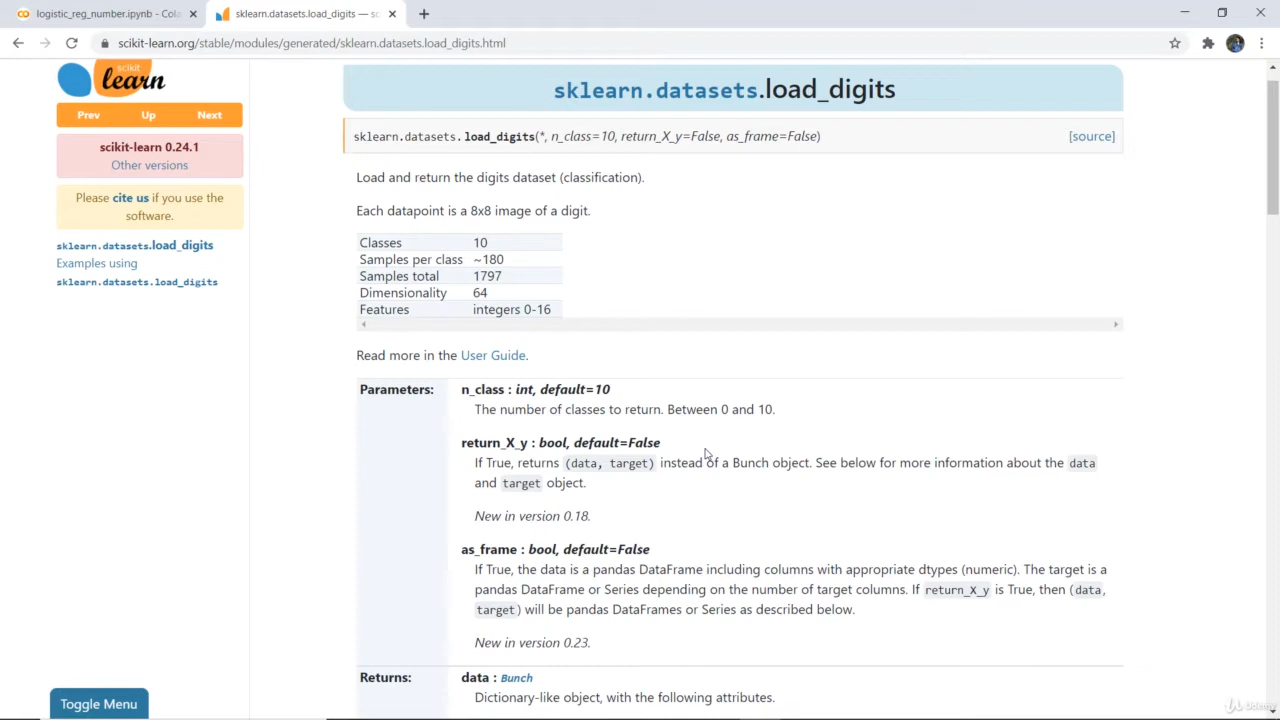 logistic_reg_number.ipynb - Cola
sklearn.datasets.load_digits — sc
scikit-learn.org/stable/modules/generated/sklearn.datasets.load_digits.html
scikit
learn
Prev Up Next
scikit-learn 0.24.1
Other versions
Please cite us if you use the
software.
sklearn.datasets.load_digits
Examples using
sklearn.datasets.load_digits
sklearn.datasets.load_digits
sklearn.datasets.load_digits(*, n_class=10, return_X_y=False, as_frame=False) [source]
Load and return the digits dataset (classification).
Each datapoint is a 8x8 image of a digit.
Classes 10
Samples per class ~180
Samples total 1797
Dimensionality 64
Features integers 0-16
Read more in the User Guide.
Parameters: n_class : int, default=10
The number of classes to return. Between 0 and 10.
return_X_y : bool, default=False
If True, returns (data, target) instead of a Bunch object. See below for more information about the data
and target object.
New in version 0.18.
as_frame : bool, default=False
If True, the data is a pandas DataFrame including columns with appropriate dtypes (numeric). The target is a
pandas DataFrame or Series depending on the number of target columns. If return_X_y is True, then (data,
target) will be pandas DataFrames or Series as described below.
New in version 0.23.
Returns: data : Bunch
Dictionary-like object, with the following attributes.
Toggle Menu
Udemy